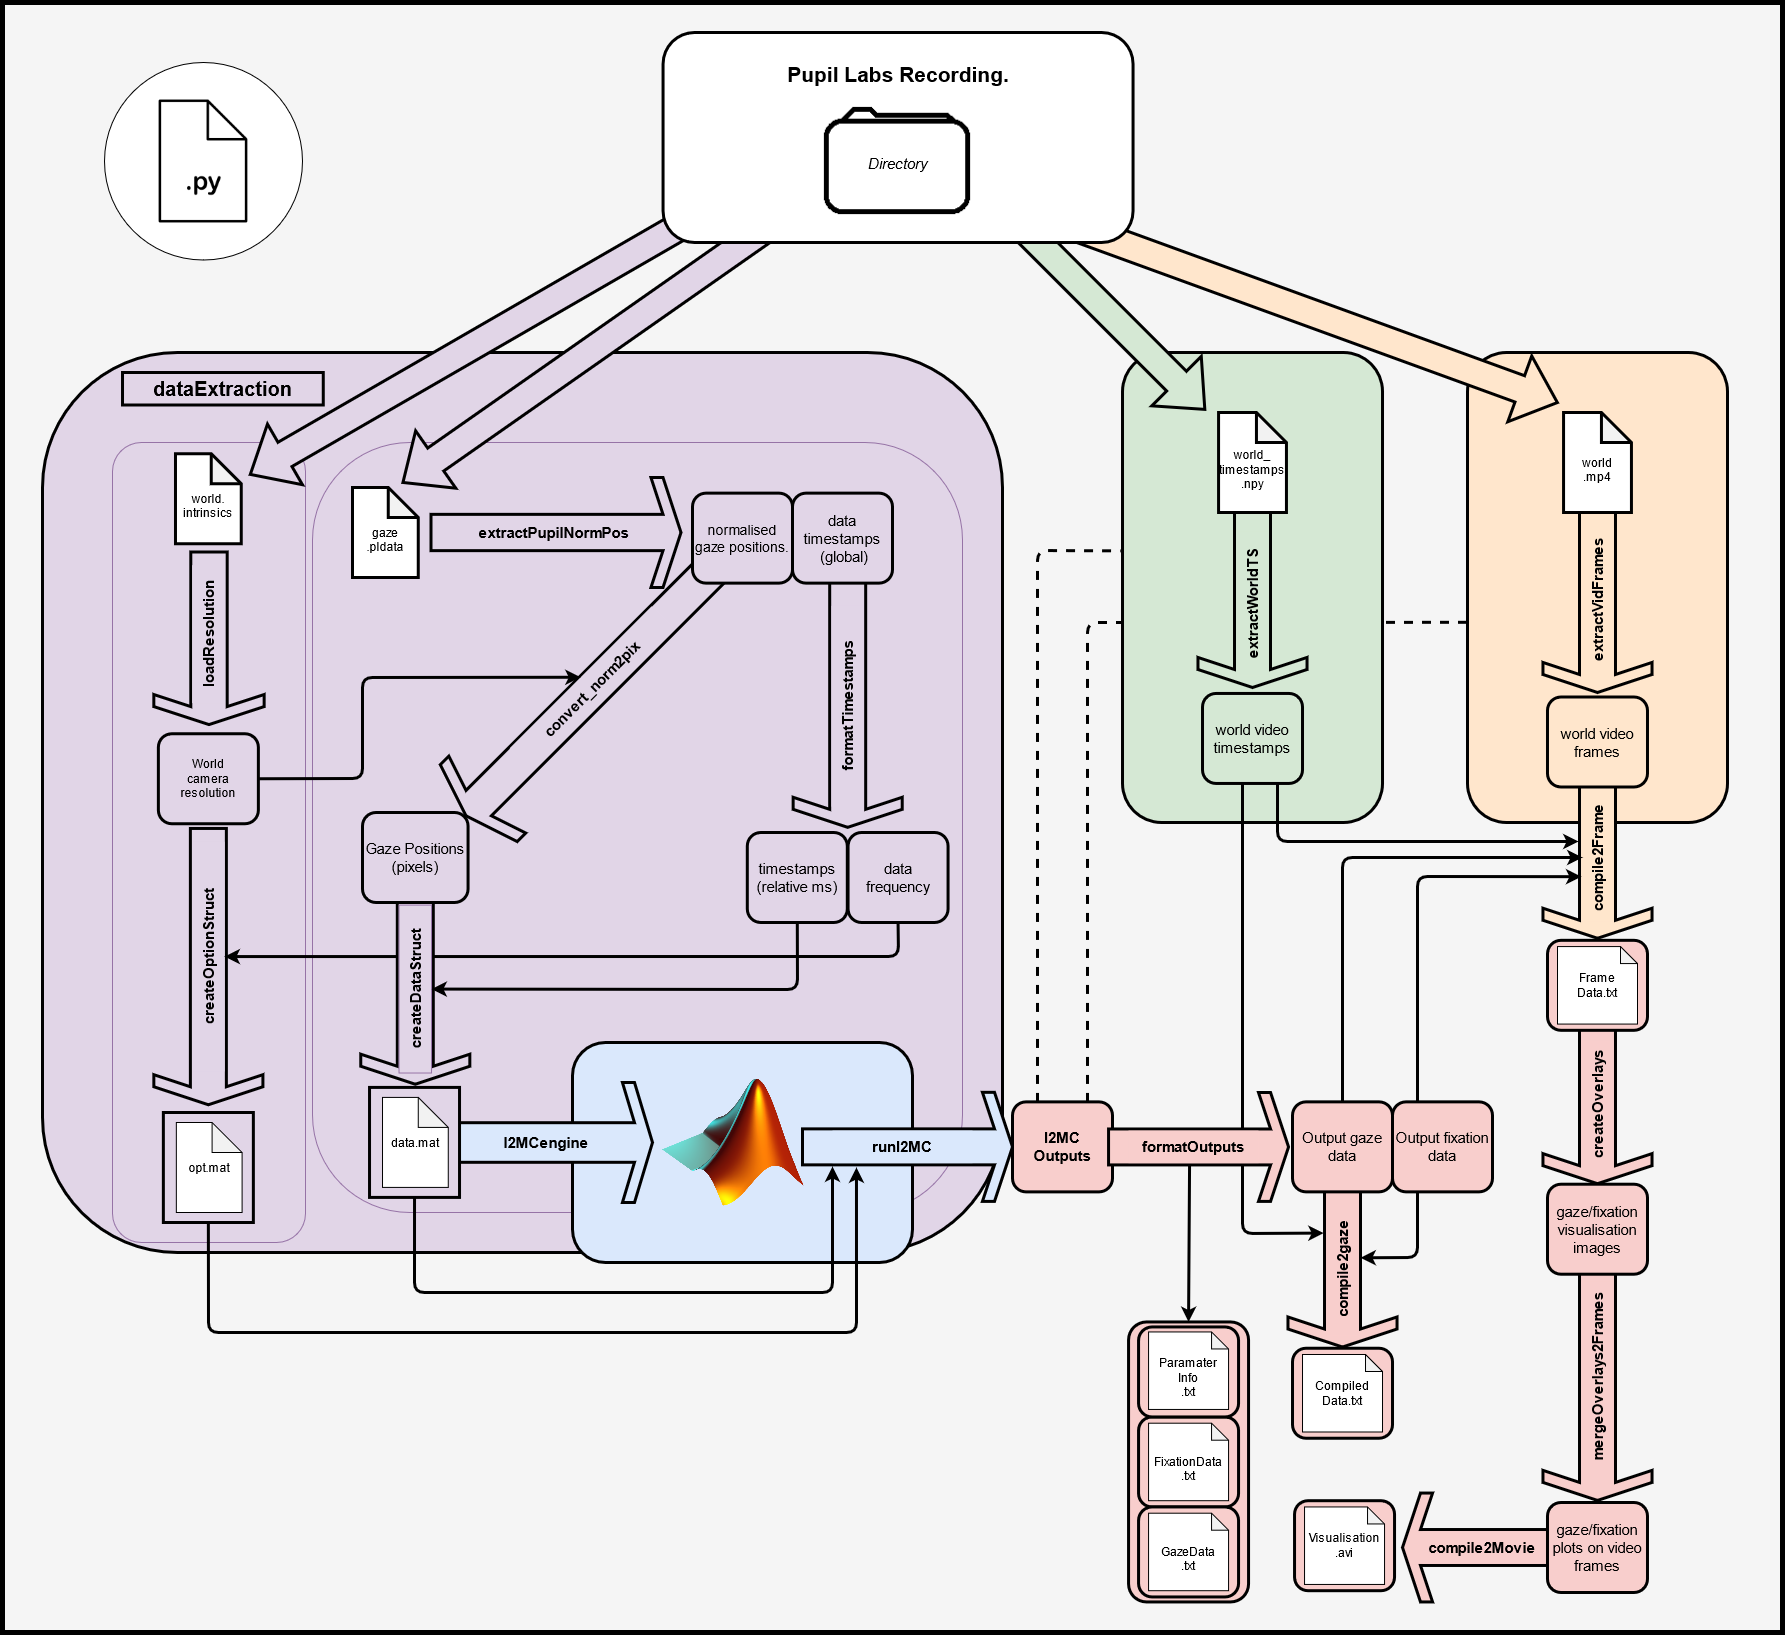 Pupil Labs Recording.
Directory
.py
dataExtraction
world.
intrinsics
loadResolution
World
camera
resolution
createOptionStruct
opt.mat
gaze
.pldata
extractPupilNormPos
normalised
gaze positions.
data
timestamps
(global)
convert_norm2pix
formatTimestamps
Gaze Positions
(pixels)
timestamps
(relative ms)
data
frequency
createDataStruct
data.mat
I2MCengine
runI2MC
I2MC
Outputs
formatOutputs
Output gaze
data
Output fixation
data
world_
timestamps
.npy
extractWorldTS
world video
timestamps
world
.mp4
extractVidFrames
world video
frames
compile2Frame
Frame
Data.txt
createOverlays
gaze/fixation
visualisation
images
mergeOverlays2Frames
gaze/fixation
plots on video
frames
compile2Movie
Visualisation
.avi
compile2gaze
Compiled
Data.txt
Paramater
Info
.txt
FixationData
.txt
GazeData
.txt